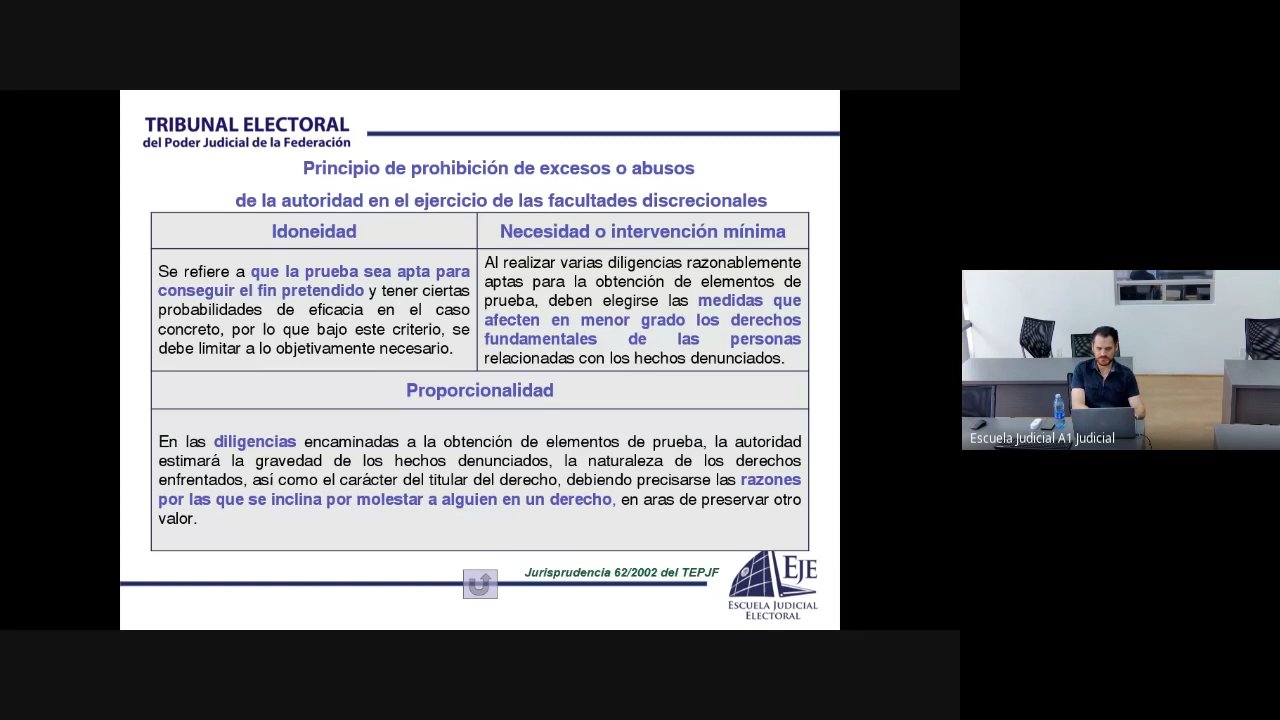 TRIBUNAL ELECTORAL
del Poder Judicial de la Federación
Principio de prohibición de excesos o abusos
de la autoridad en el ejercicio de las facultades discrecionales
Idoneidad
Se refiere a que la prueba sea apta para
conseguir el fin pretendido y tener ciertas
probabilidades de eficacia en el caso
concreto, por lo que bajo este criterio, se
debe limitar a lo objetivamente necesario.
Necesidad o intervención mínima
Al realizar varias diligencias razonablemente
aptas para la obtención de elementos de
prueba, deben elegirse las medidas que
afecten en menor grado los derechos
fundamentales de las personas
relacionadas con los hechos denunciados.
Proporcionalidad
En las diligencias encaminadas a la obtención de elementos de prueba, la autoridad
estimará la gravedad de los hechos denunciados, la naturaleza de los derechos
enfrentados, así como el carácter del titular del derecho, debiendo precisarse las razones
por las que se inclina por molestar a alguien en un derecho, en aras de preservar otro
valor.
Jurisprudencia 62/2002 del TEPJF
EJE
ESCUELA JUDICIAL
ELECTORAL
Escuela Judicial A1 Judicial